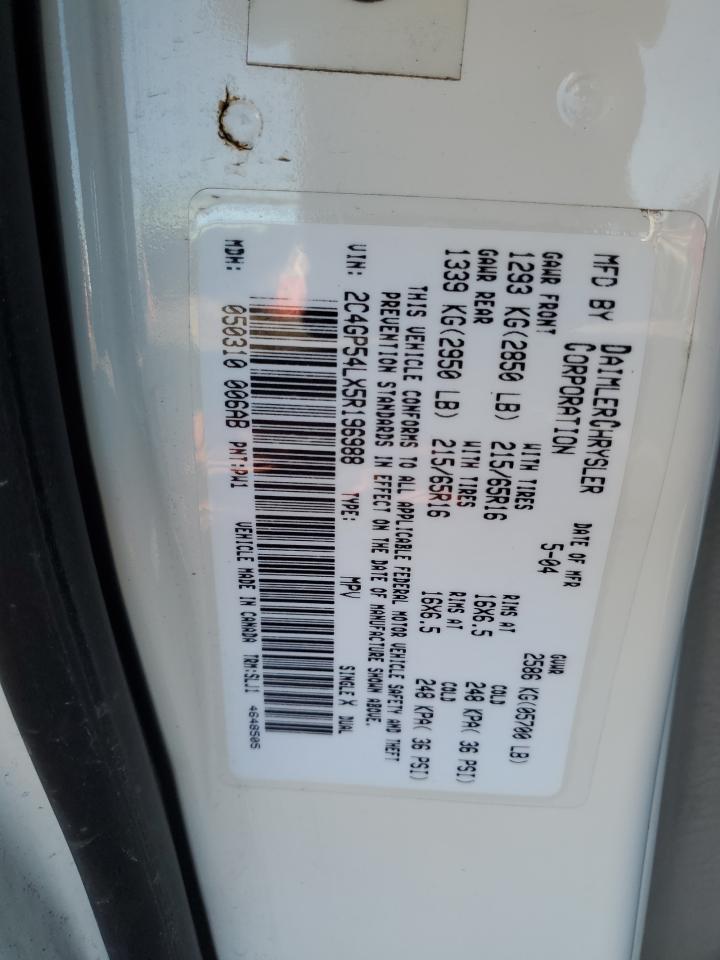 MFD BY DAIMLERCHRYSLER CORPORATION DATE OF MFR 5-04 GVWR 2586 KG(05700 LB)
GAWR FRONT WITH TIRES RIMS AT COLD
1293 KG(2850 LB) 215/65R16 16X6.5 248 KPA( 36 PSI)
GAWR REAR WITH TIRES RIMS AT COLD
1339 KG(2950 LB) 215/65R16 16X6.5 248 KPA( 36 PSI)
THIS VEHICLE CONFORMS TO ALL APPLICABLE FEDERAL MOTOR VEHICLE SAFETY AND THEFT
PREVENTION STANDARDS IN EFFECT ON THE DATE OF MANUFACTURE SHOWN ABOVE.
VIN: 2C4GP54LX5R196988 TYPE: MPV SINGLE X DUAL
MDH: 050310 006AB PNT:PW1 VEHICLE MADE IN CANADA TRM:SLJ1 4648505